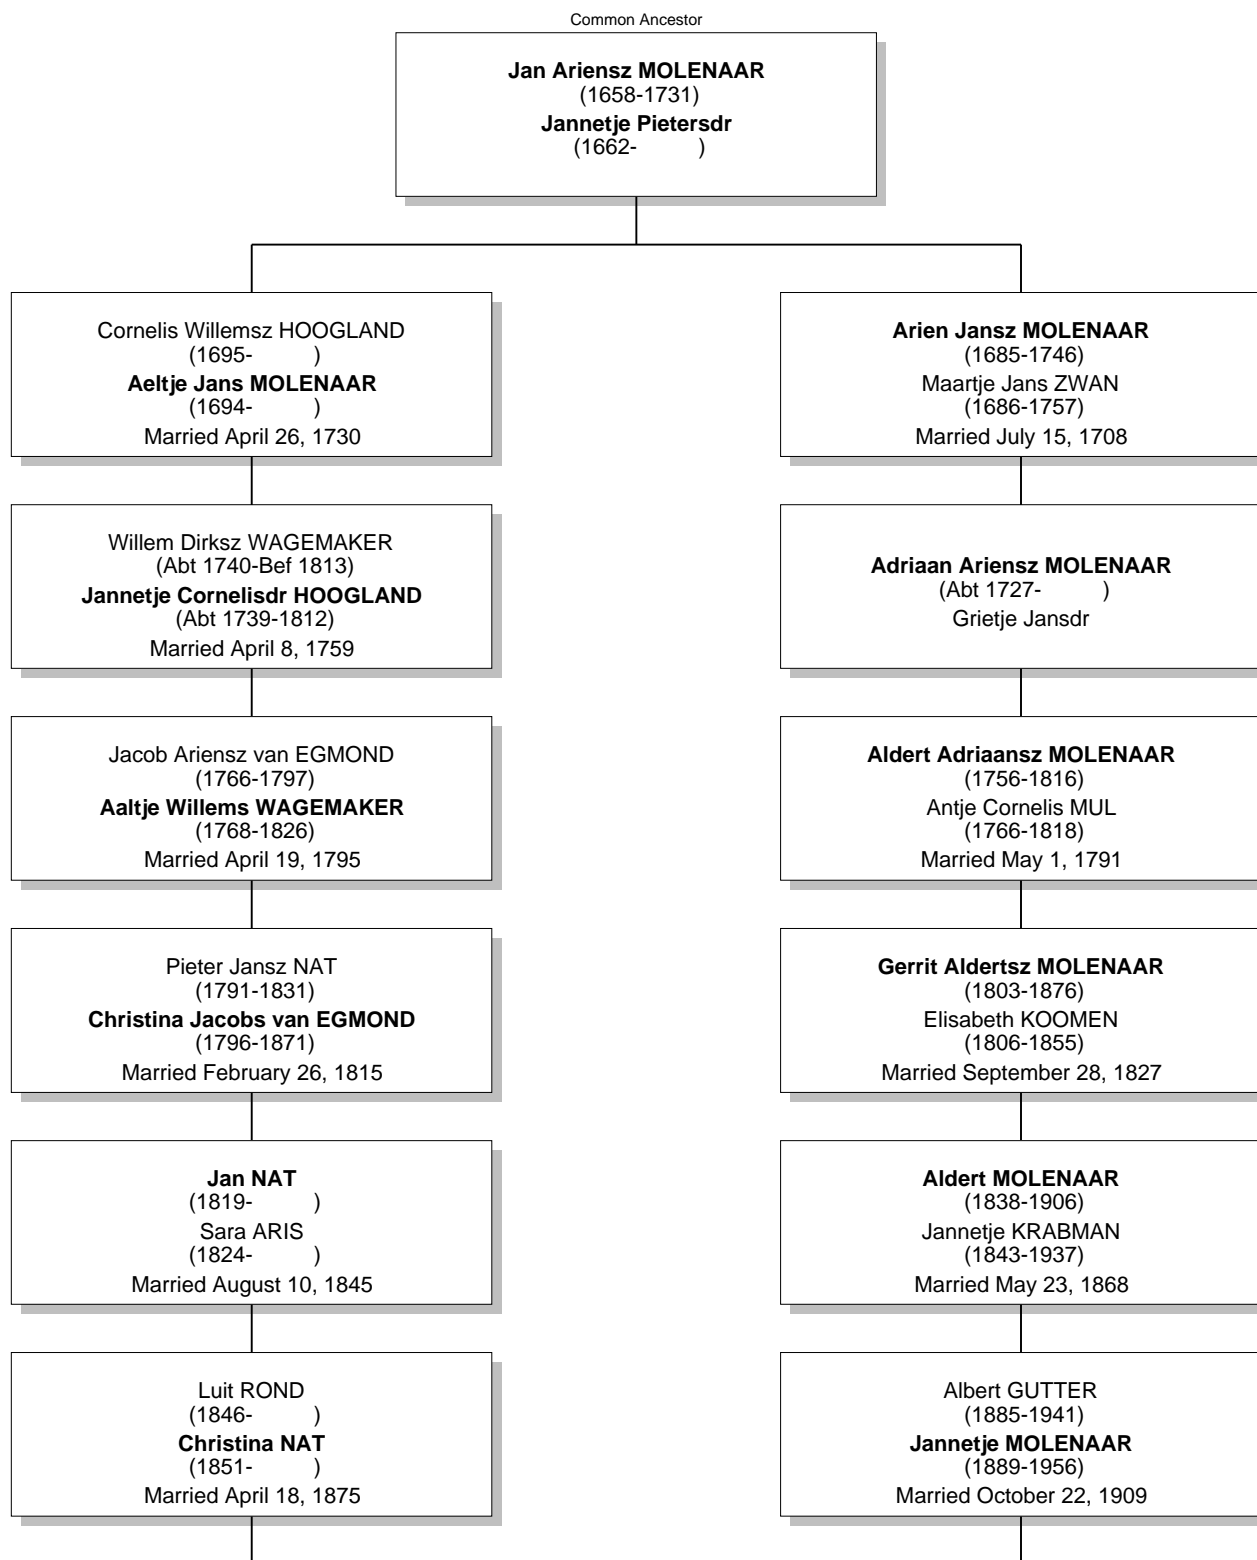 Common Ancestor
Jan Ariensz MOLENAAR
(1658-1731)
Jannetje Pietersdr
(1662- )
Cornelis Willemsz HOOGLAND
(1695- )
Aeltje Jans MOLENAAR
(1694- )
Married April 26, 1730
Arien Jansz MOLENAAR
(1685-1746)
Maartje Jans ZWAN
(1686-1757)
Married July 15, 1708
Willem Dirksz WAGEMAKER
(Abt 1740-Bef 1813)
Jannetje Cornelisdr HOOGLAND
(Abt 1739-1812)
Married April 8, 1759
Adriaan Ariensz MOLENAAR
(Abt 1727- )
Grietje Jansdr
Jacob Ariensz van EGMOND
(1766-1797)
Aaltje Willems WAGEMAKER
(1768-1826)
Married April 19, 1795
Aldert Adriaansz MOLENAAR
(1756-1816)
Antje Cornelis MUL
(1766-1818)
Married May 1, 1791
Pieter Jansz NAT
(1791-1831)
Christina Jacobs van EGMOND
(1796-1871)
Married February 26, 1815
Gerrit Aldertsz MOLENAAR
(1803-1876)
Elisabeth KOOMEN
(1806-1855)
Married September 28, 1827
Jan NAT
(1819- )
Sara ARIS
(1824- )
Married August 10, 1845
Aldert MOLENAAR
(1838-1906)
Jannetje KRABMAN
(1843-1937)
Married May 23, 1868
Luit ROND
(1846- )
Christina NAT
(1851- )
Married April 18, 1875
Albert GUTTER
(1885-1941)
Jannetje MOLENAAR
(1889-1956)
Married October 22, 1909